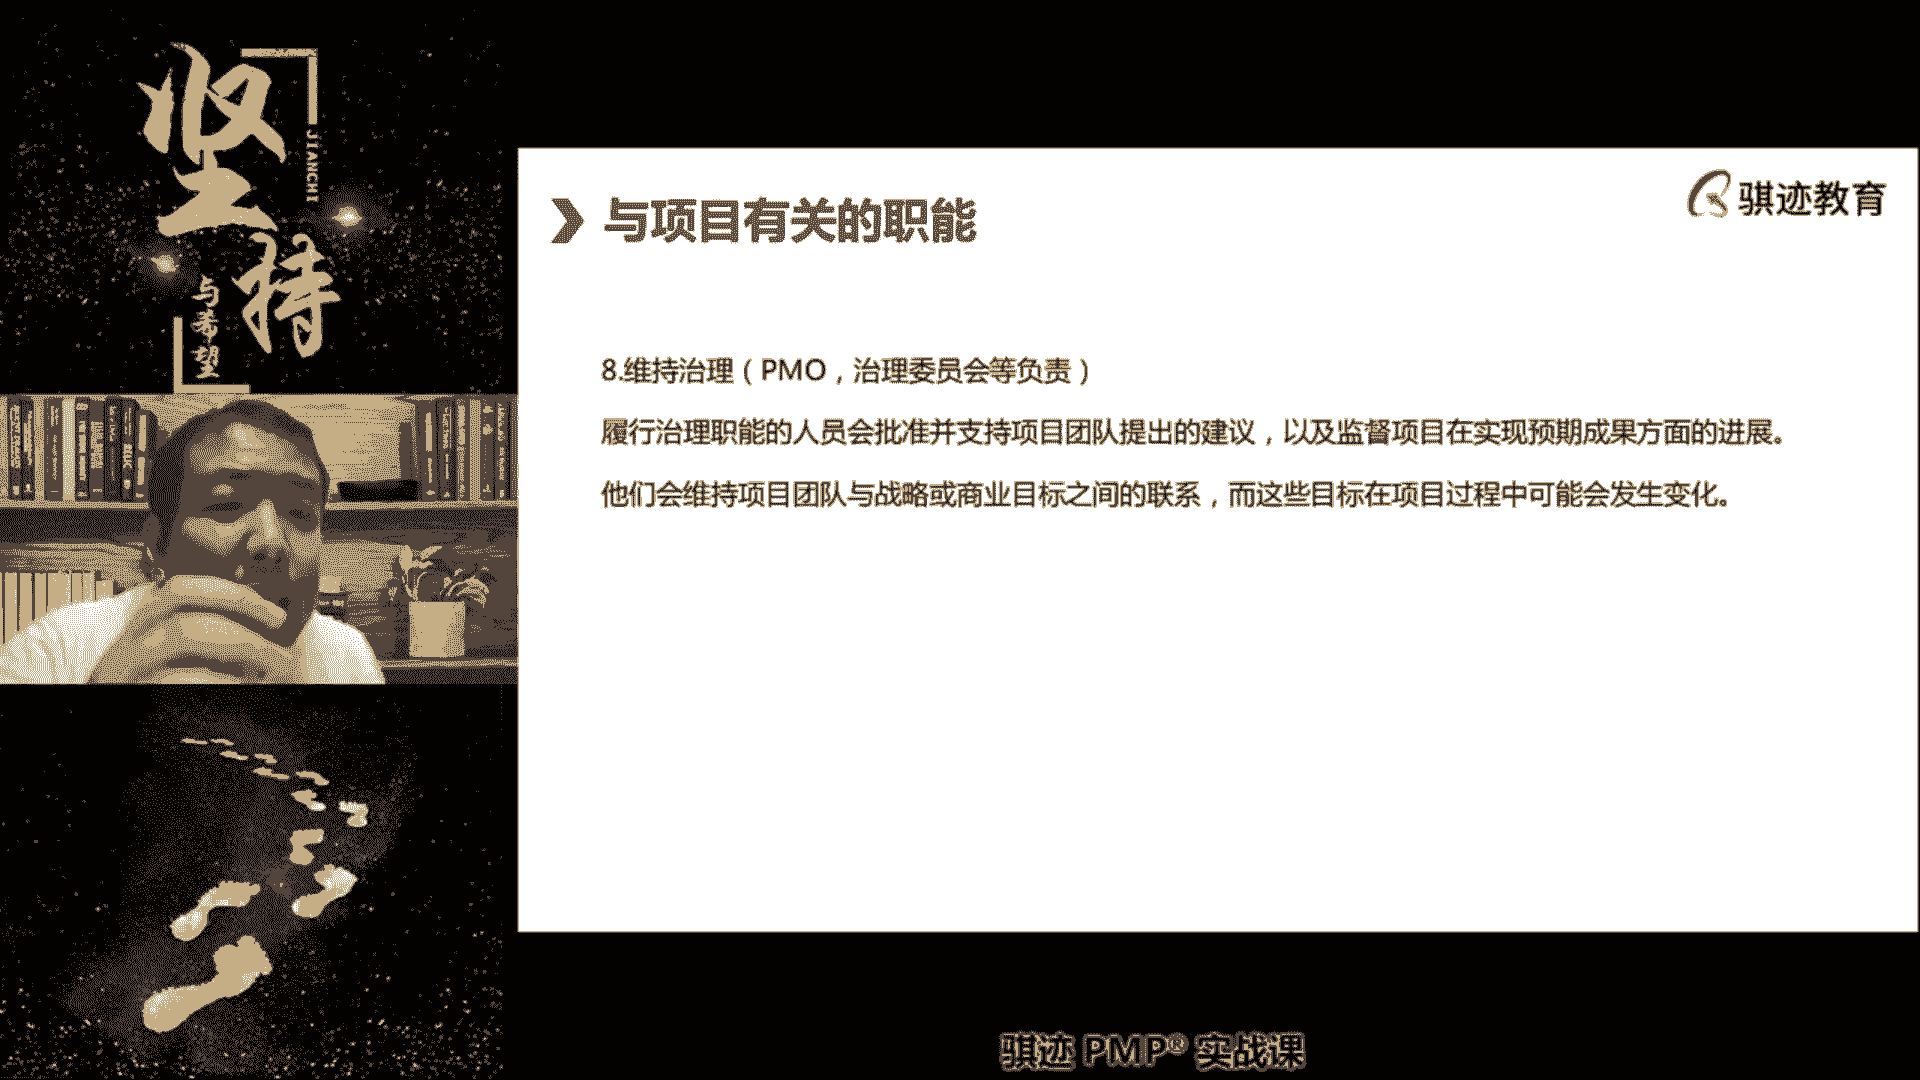 坚持
JIANCHI
与希望
骐迹教育
与项目有关的职能
8.维持治理（PMO，治理委员会等负责）
履行治理职能的人员会批准并支持项目团队提出的建议，以及监督项目在实现预期成果方面的进展。
他们会维持项目团队与战略或商业目标之间的联系，而这些目标在项目过程中可能会发生变化。
骐迹 PMP® 实战课